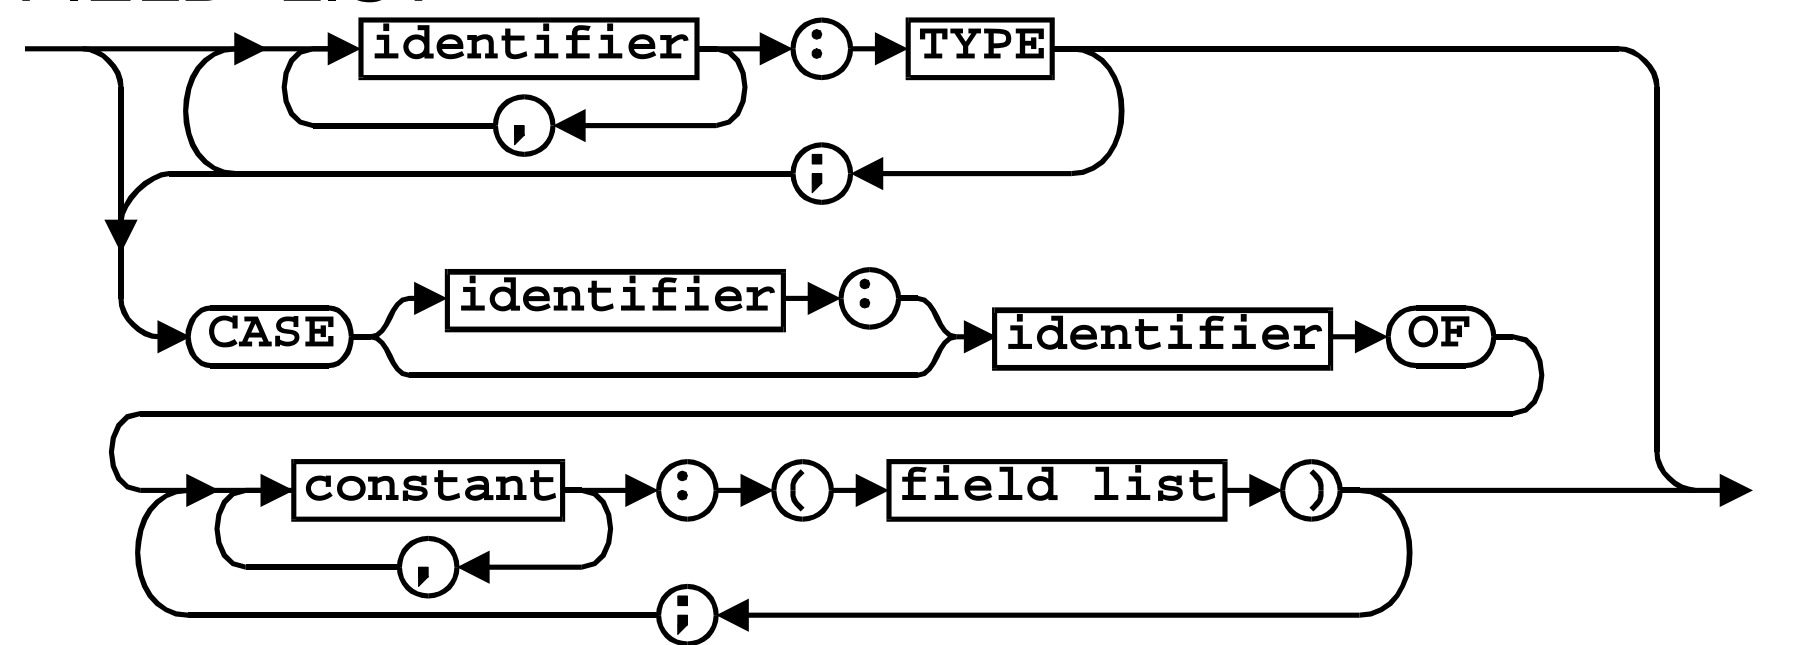 identifier : TYPE
,
;
identifier :
CASE identifier OF
constant : ( field list )
,
;